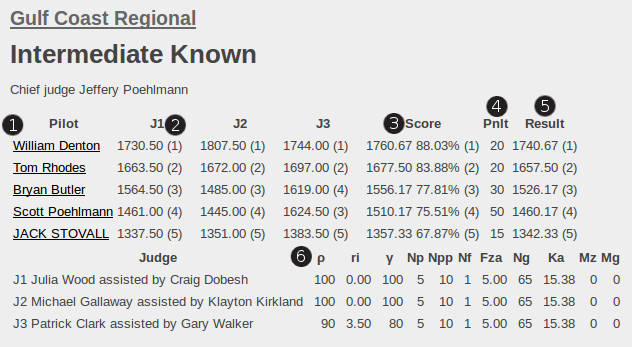 Gulf Coast Regional
Intermediate Known
Chief judge Jeffery Poehlmann
1 Pilot J1 2 J2 J3 3 Score 4 Pnlt 5 Result
William Denton 1730.50 (1) 1807.50 (1) 1744.00 (1) 1760.67 88.03% (1) 20 1740.67 (1)
Tom Rhodes 1663.50 (2) 1672.00 (2) 1697.00 (2) 1677.50 83.88% (2) 20 1657.50 (2)
Bryan Butler 1564.50 (3) 1485.00 (3) 1619.00 (4) 1556.17 77.81% (3) 30 1526.17 (3)
Scott Poehlmann 1461.00 (4) 1445.00 (4) 1624.50 (3) 1510.17 75.51% (4) 50 1460.17 (4)
JACK STOVALL 1337.50 (5) 1351.00 (5) 1383.50 (5) 1357.33 67.87% (5) 15 1342.33 (5)
Judge 6 ρ ri γ Np Npp Nf Fza Ng Ka Mz Mg
J1 Julia Wood assisted by Craig Dobesh 100 0.00 100 5 10 1 5.00 65 15.38 0 0
J2 Michael Gallaway assisted by Klayton Kirkland 100 0.00 100 5 10 1 5.00 65 15.38 0 0
J3 Patrick Clark assisted by Gary Walker 90 3.50 80 5 10 1 5.00 65 15.38 0 0